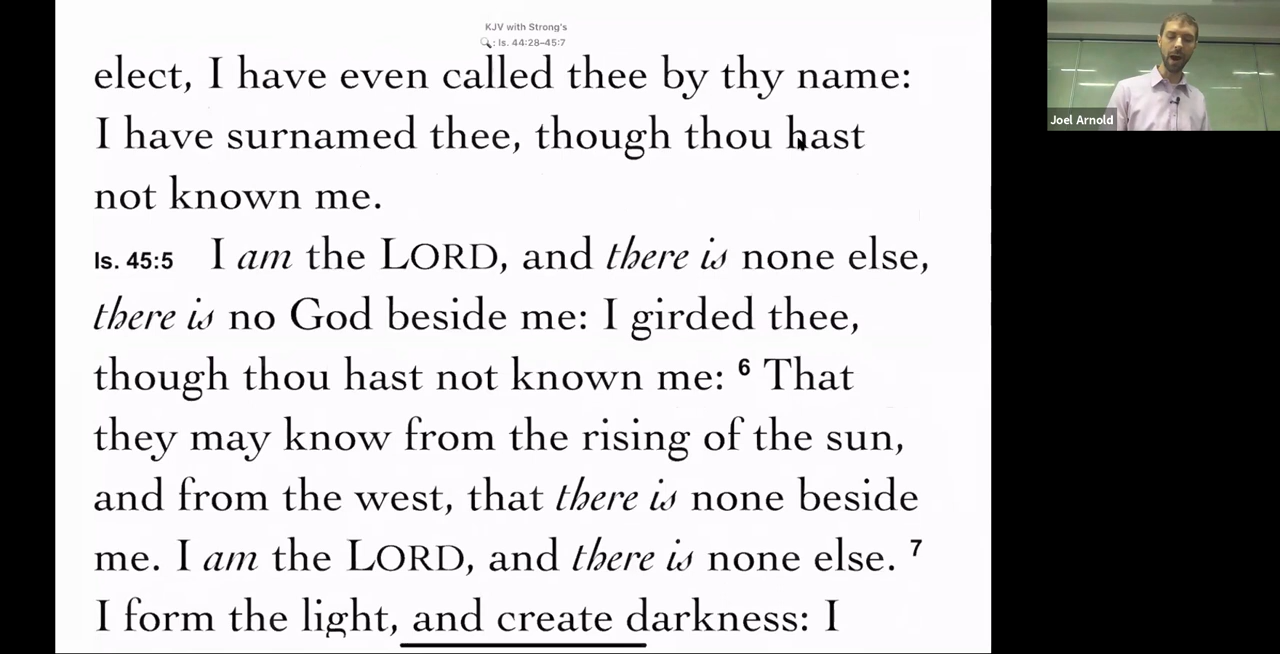 KJV with Strong's
: Is. 44:28–45:7
elect, I have even called thee by thy name:
I have surnamed thee, though thou hast
not known me.
Is. 45:5 I am the LORD, and there is none else,
there is no God beside me: I girded thee,
though thou hast not known me: 6 That
they may know from the rising of the sun,
and from the west, that there is none beside
me. I am the LORD, and there is none else. 7
I form the light, and create darkness: I
Joel Arnold